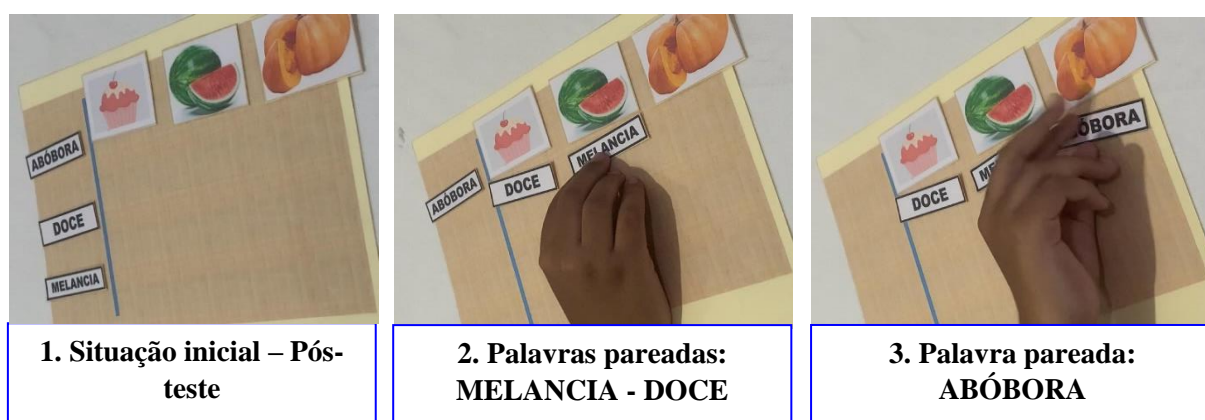 ABÓBORA
DOCE
MELANCIA
ABÓBORA
DOCE
MELANCIA
DOCE
1. Situação inicial – Pós-
teste
2. Palavras pareadas:
MELANCIA - DOCE
3. Palavra pareada:
ABÓBORA